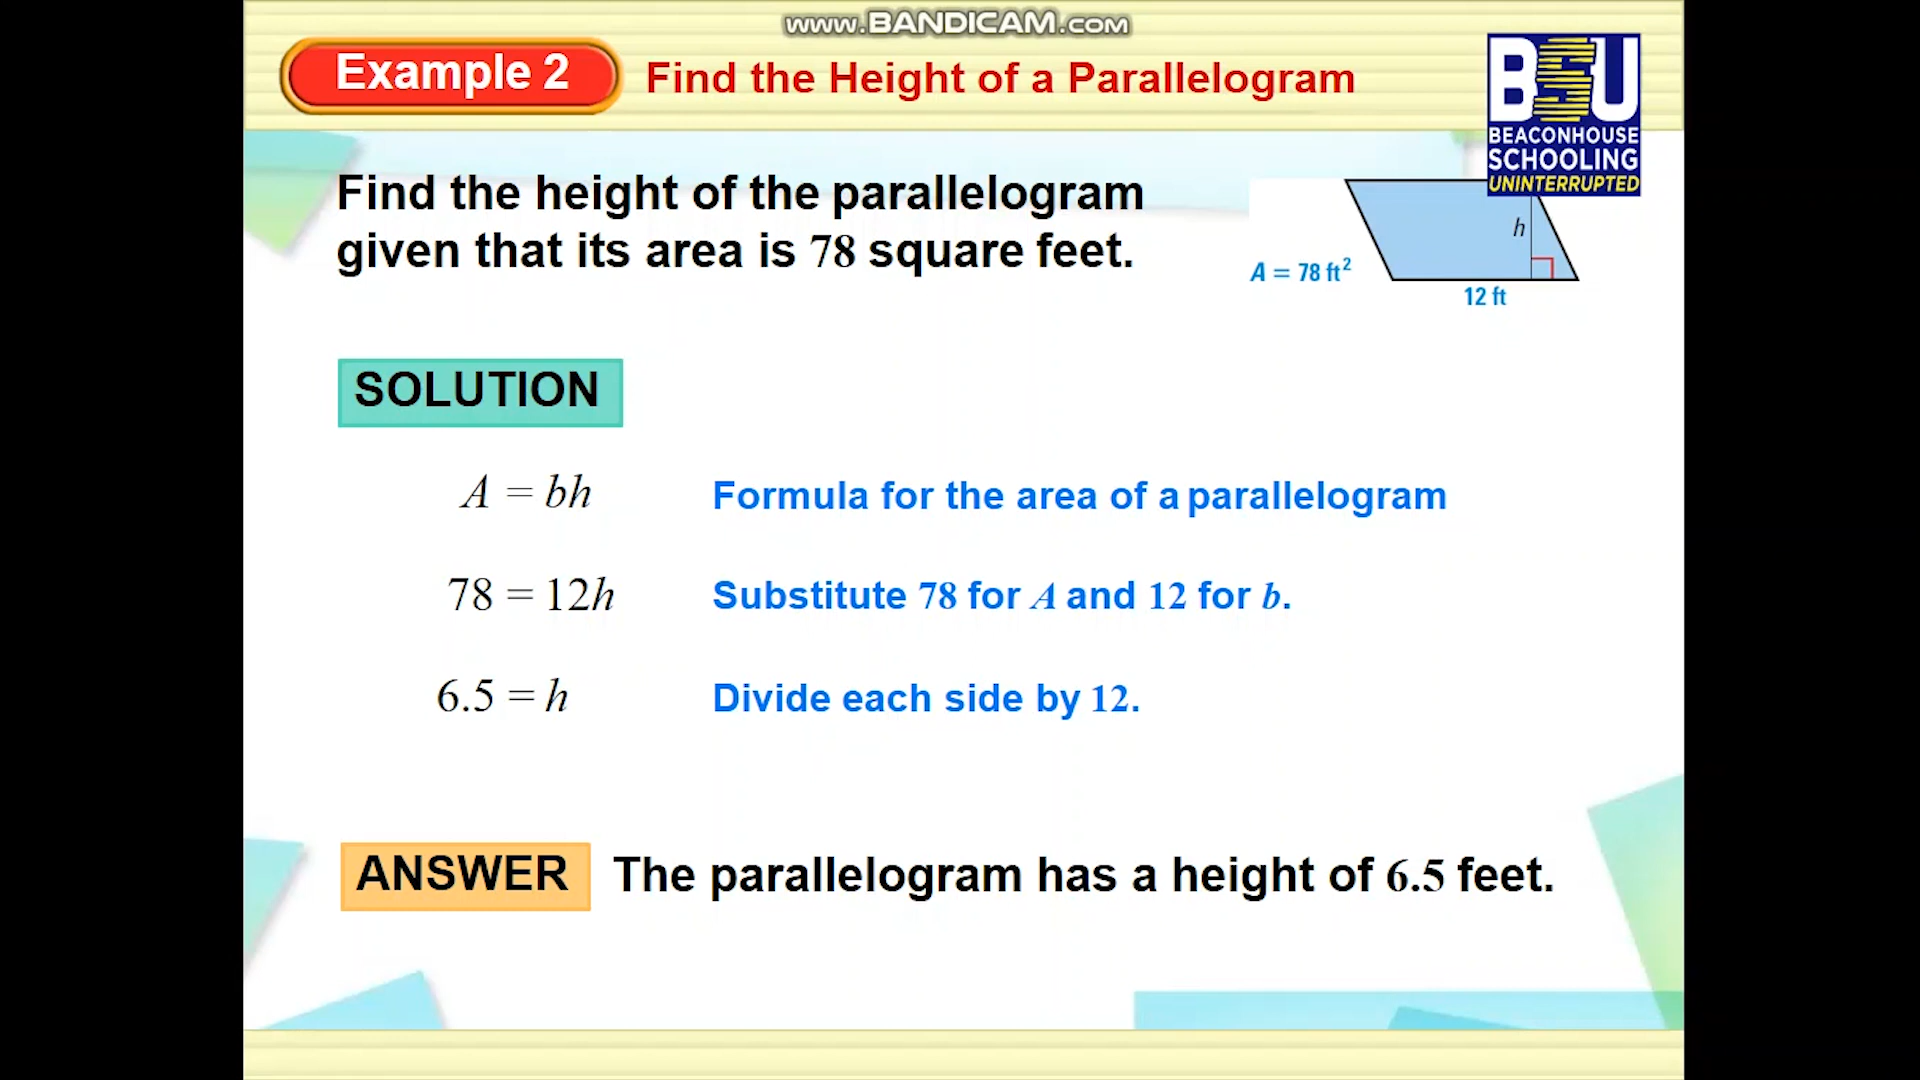 www.BANDICAM.com
Example 2
Find the Height of a Parallelogram
BSU
BEACONHOUSE
SCHOOLING
UNINTERRUPTED
Find the height of the parallelogram
given that its area is 78 square feet.
h
A = 78 ft²
12 ft
SOLUTION
A = bh
Formula for the area of a parallelogram
78 = 12h
Substitute 78 for A and 12 for b.
6.5 = h
Divide each side by 12.
ANSWER
The parallelogram has a height of 6.5 feet.